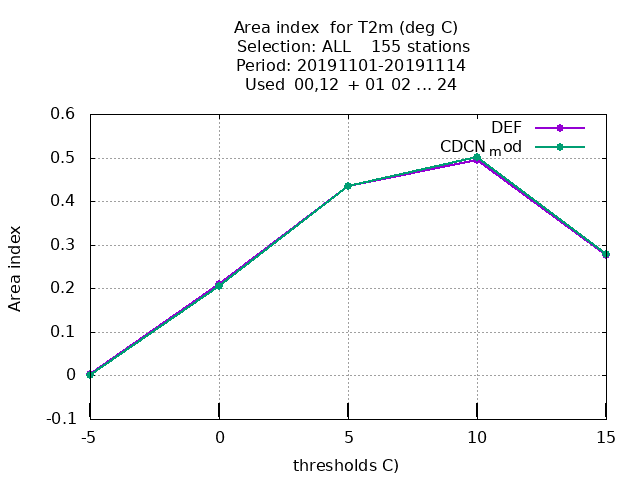 Area index  for T2m (deg C)
Selection: ALL    155 stations
Period: 20191101-20191114
Used  00,12  + 01 02 ... 24
0.6
0.5
0.4
0.3
0.2
0.1
0
-0.1
Area index
DEF
CDCNmod
-5
0
5
10
15
thresholds C)